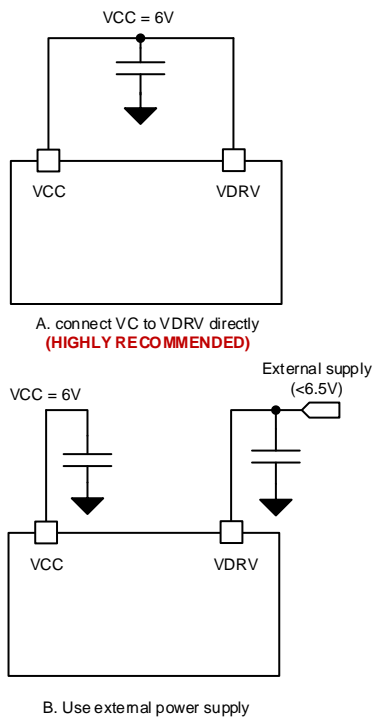 VCC = 6V
VCC
VDRV
A. connect VC to VDRV directly
(HIGHLY RECOMMENDED)
External supply
(<6.5V)
VCC = 6V
VCC
VDRV
B. Use external power supply